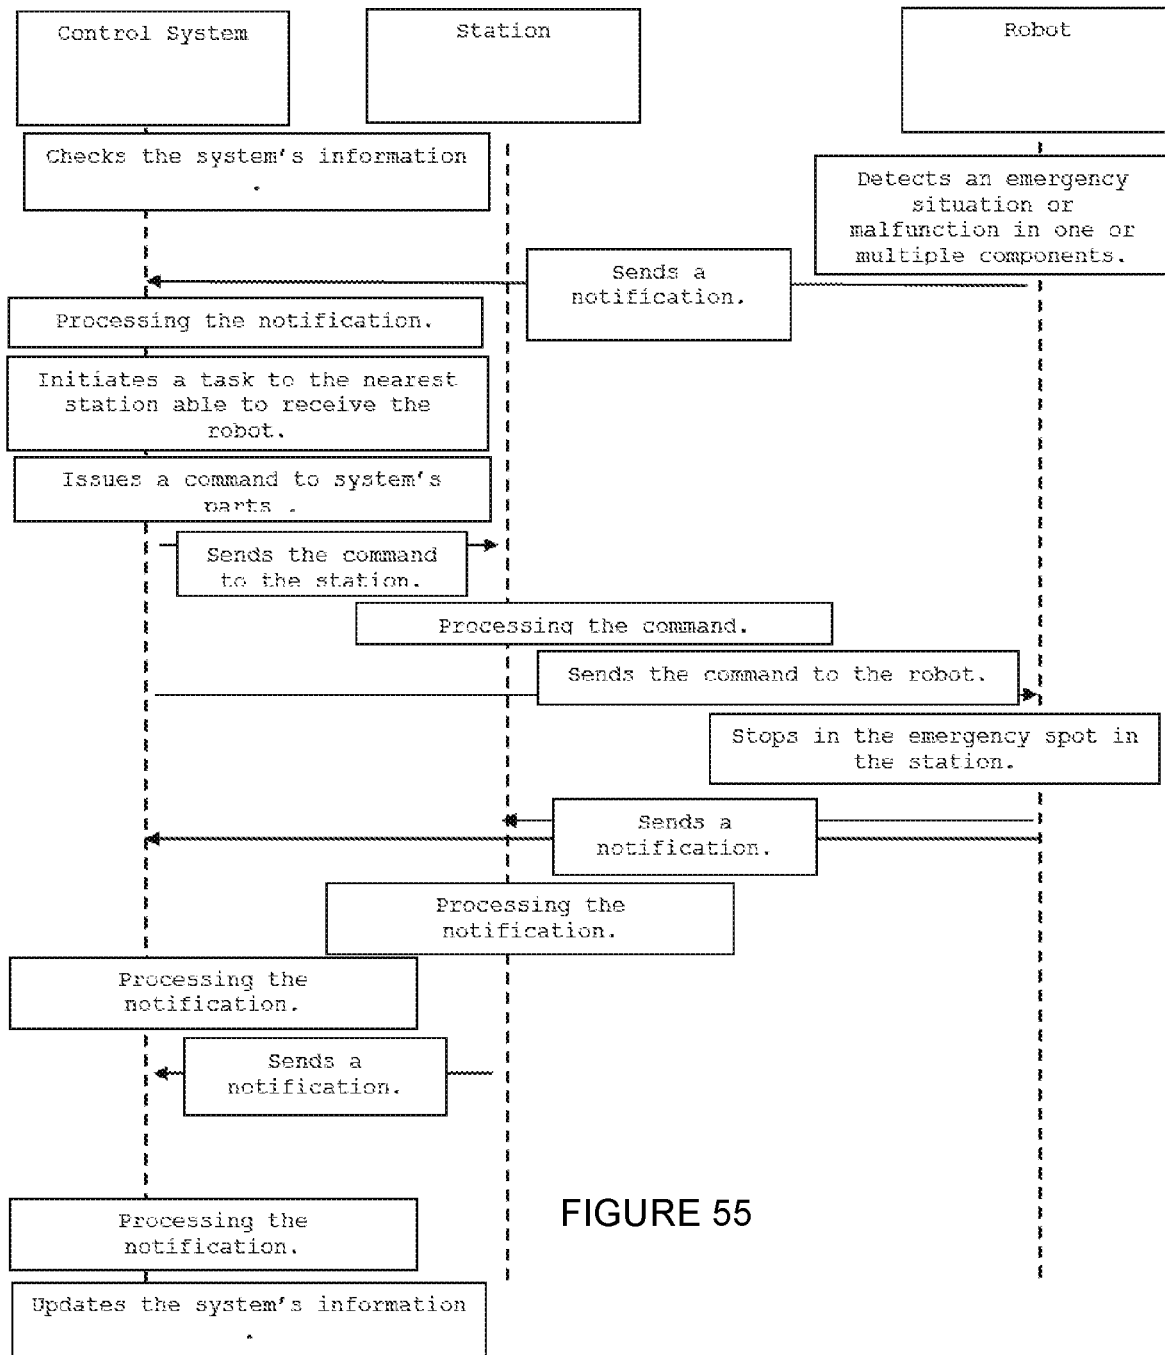 Control System
Station
Robot
Checks the system's information
.
Detects an emergency
situation or
malfunction in one or
multiple components.
Sends a
notification.
Processing the notification.
Initiates a task to the nearest
station able to receive the
robot.
Issues a command to system's
parts .
Sends the command
to the station.
Processing the command.
Sends the command to the robot.
Stops in the emergency spot in
the station.
Sends a
notification.
Processing the
notification.
Processing the
notification.
Sends a
notification.
FIGURE 55
Processing the
notification.
Updates the system's information
.